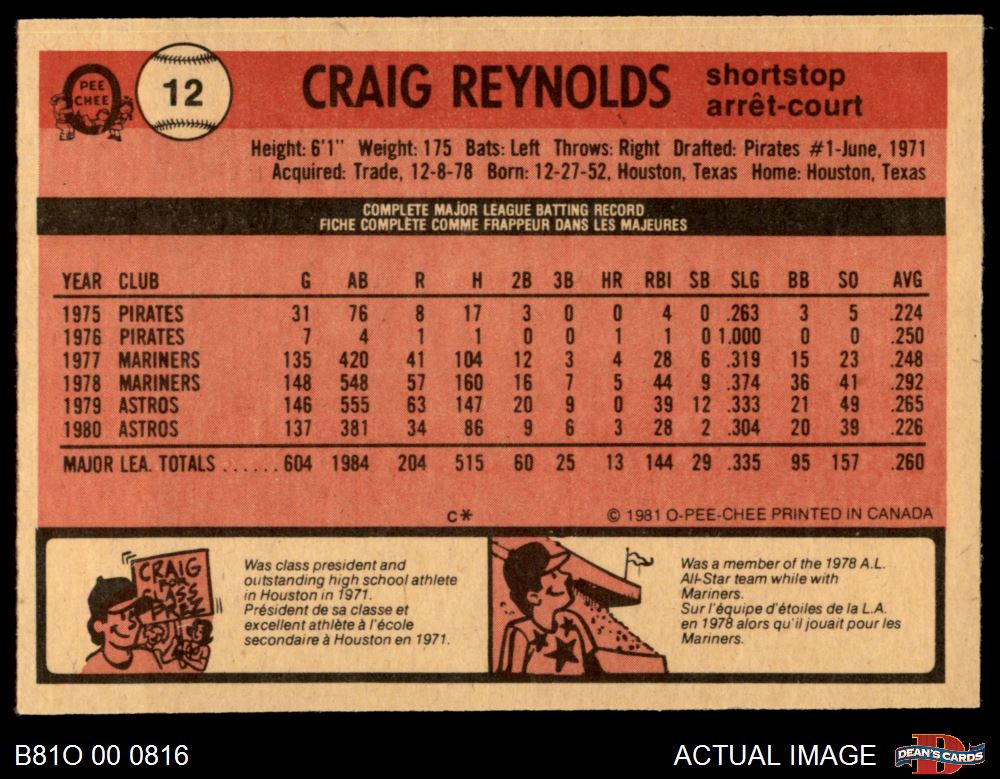 PEE
CHEE
12
CRAIG REYNOLDS
shortstop
arrêt-court
Height: 6'1" Weight: 175 Bats: Left Throws: Right Drafted: Pirates #1-June, 1971
Acquired: Trade, 12-8-78 Born: 12-27-52, Houston, Texas Home: Houston, Texas
COMPLETE MAJOR LEAGUE BATTING RECORD
FICHE COMPLÈTE COMME FRAPPEUR DANS LES MAJEURES
YEAR CLUB G AB R H 2B 3B HR RBI SB SLG BB SO AVG
1975 PIRATES 31 76 8 17 3 0 0 4 0 .263 3 5 .224
1976 PIRATES 7 4 1 1 0 0 1 1 0 1.000 0 0 .250
1977 MARINERS 135 420 41 104 12 3 4 28 6 .319 15 23 .248
1978 MARINERS 148 548 57 160 16 7 5 44 9 .374 36 41 .292
1979 ASTROS 146 555 63 147 20 9 0 39 12 .333 21 49 .265
1980 ASTROS 137 381 34 86 9 6 3 28 2 .304 20 39 .226
MAJOR LEA. TOTALS ...... 604 1984 204 515 60 25 13 144 29 .335 95 157 .260
C*
© 1981 O-PEE-CHEE PRINTED IN CANADA
CRAIG
FOR
CLASS
PREZ
Was class president and
outstanding high school athlete
in Houston in 1971.
Président de sa classe et
excellent athlète à l'école
secondaire à Houston en 1971.
Was a member of the 1978 A.L.
All-Star team while with
Mariners.
Sur l'équipe d'étoiles de la L.A.
en 1978 alors qu'il jouait pour les
Mariners.
B81O 00 0816
ACTUAL IMAGE
DEAN'S CARDS